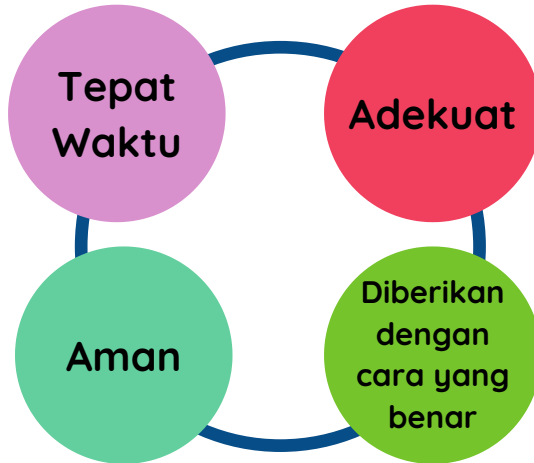 Tepat
Waktu
Adekuat
Aman
Diberikan
dengan
cara yang
benar